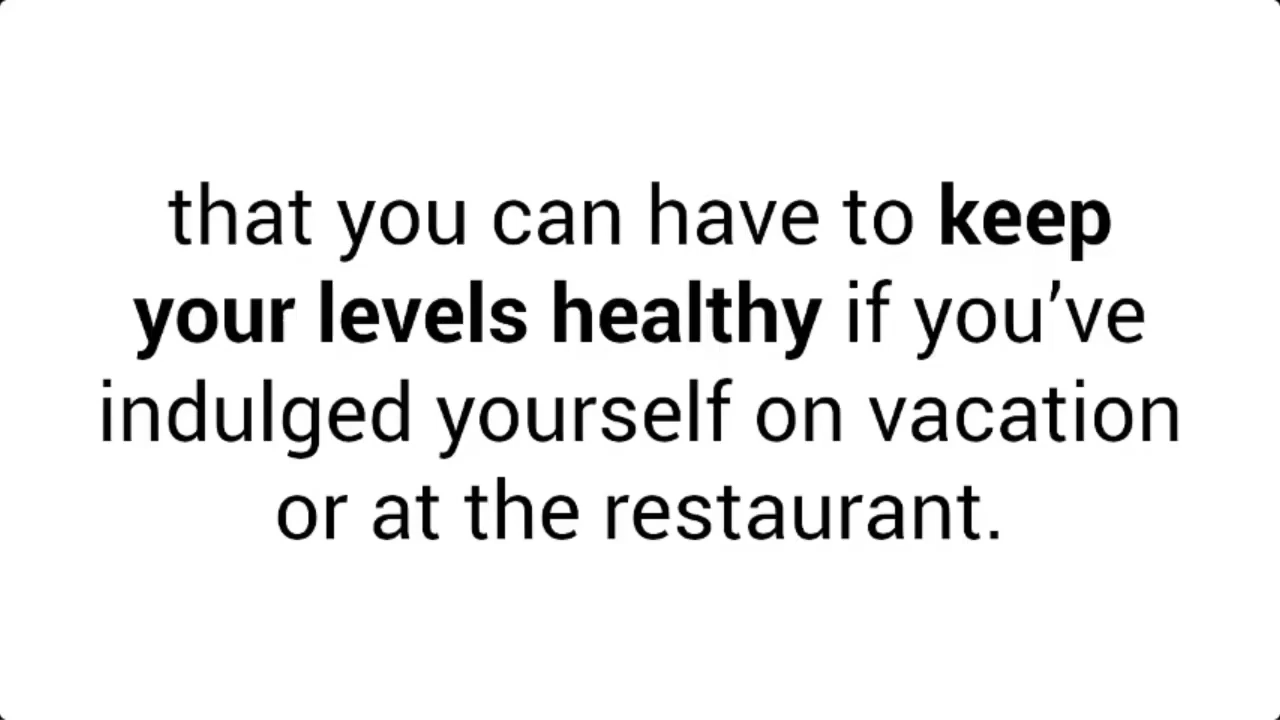 that you can have to keep
your levels healthy if you’ve
indulged yourself on vacation
or at the restaurant.